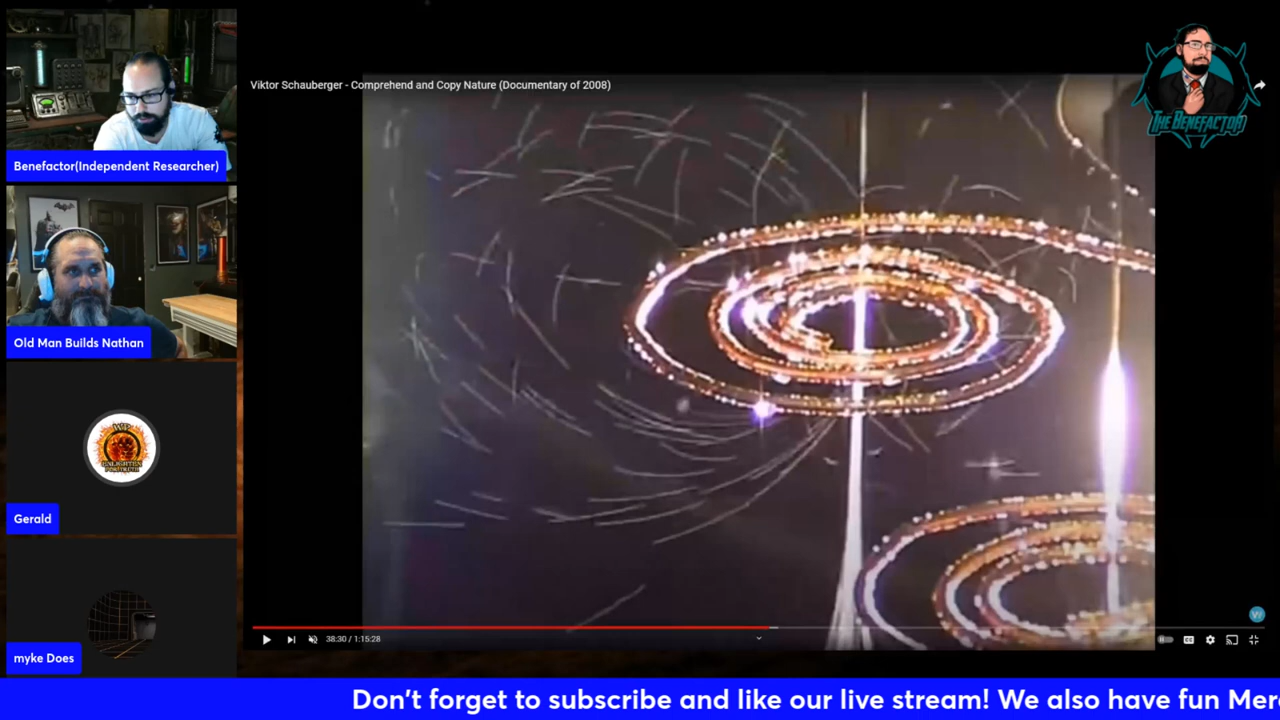 Viktor Schauberger - Comprehend and Copy Nature (Documentary of 2008)
THE BENEFACTOR
Benefactor(Independent Researcher)
Old Man Builds Nathan
Gerald
myke Does
38:30 / 1:15:28
CC
Don't forget to subscribe and like our live stream! We also have fun Mer